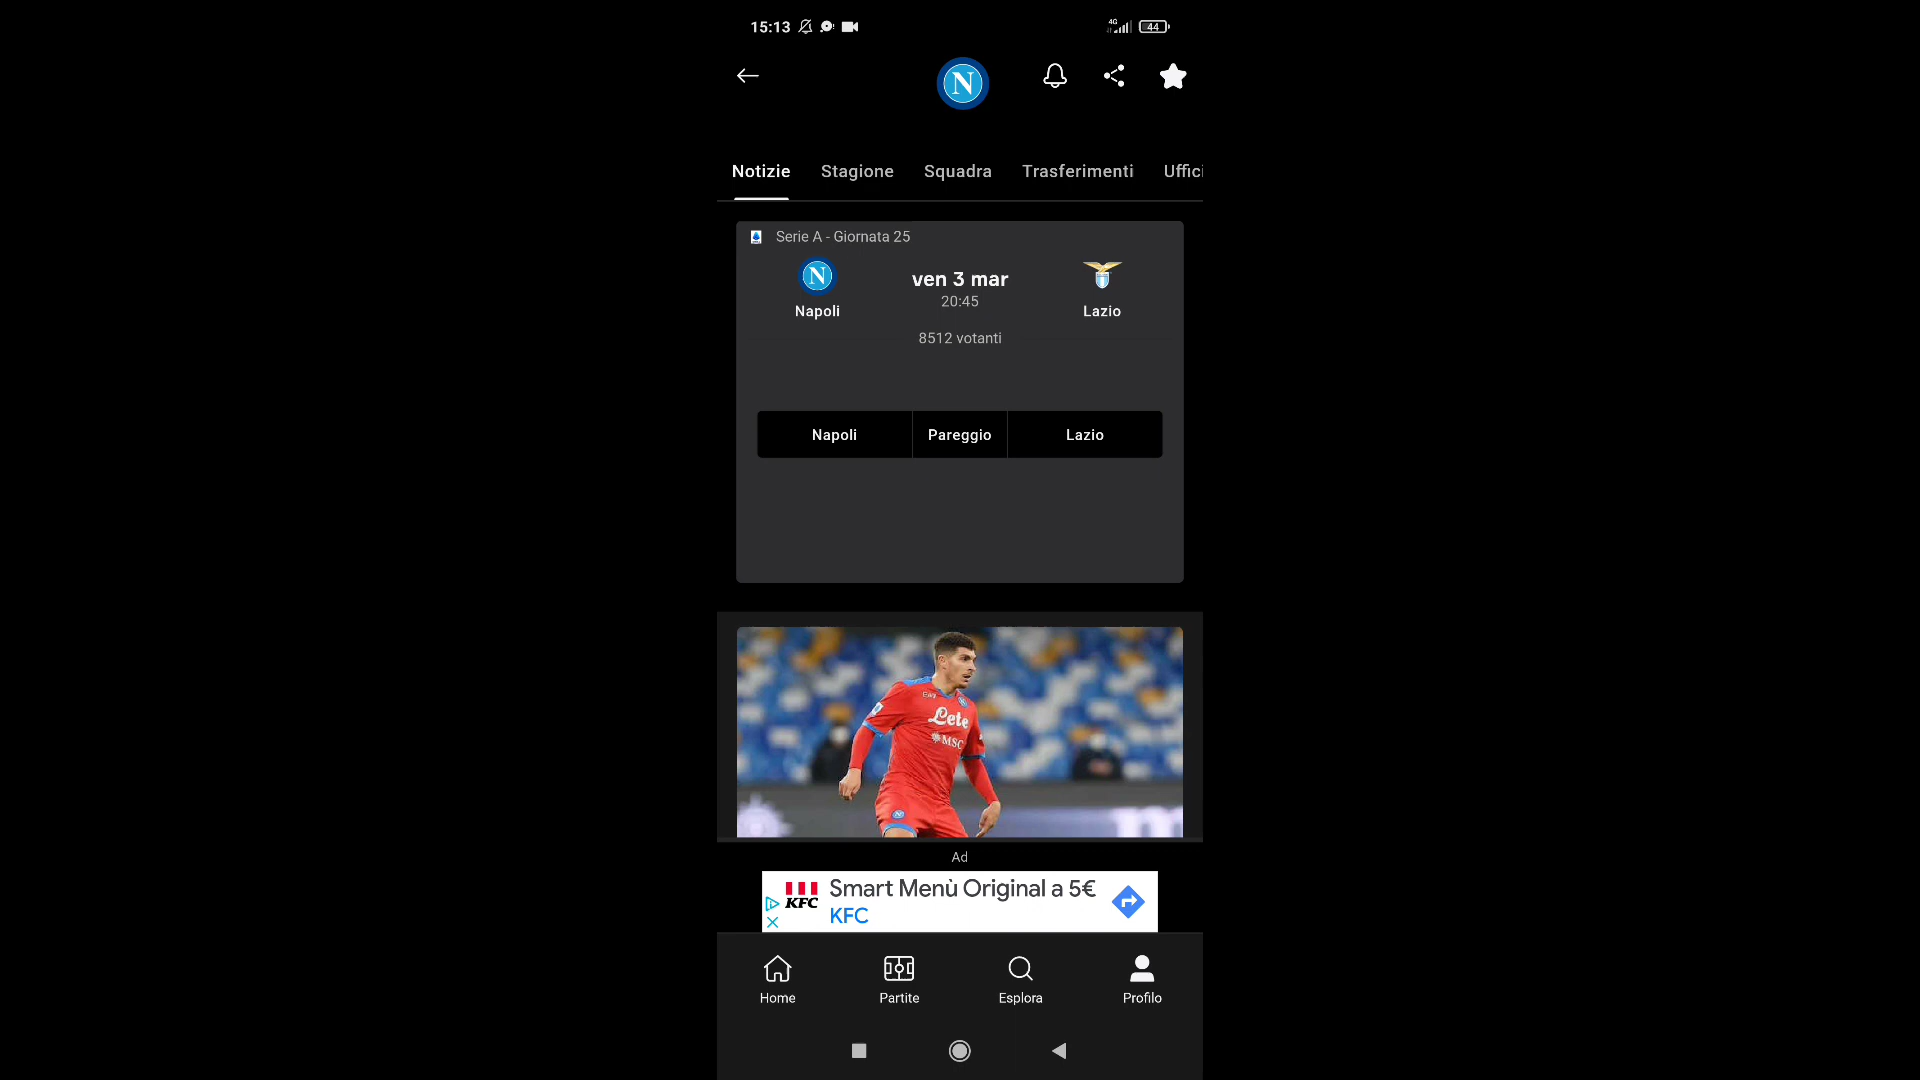 15:13
4G
44
N
Notizie Stagione Squadra Trasferimenti Uffici
Serie A - Giornata 25
N
ven 3 mar
20:45
Napoli
Lazio
8512 votanti
Napoli Pareggio Lazio
Lete
MSC
N
Ad
KFC
Smart Menù Original a 5€
KFC
Home Partite Esplora Profilo